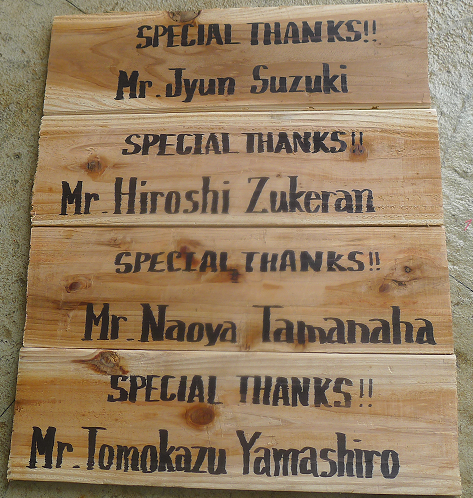 SPECIAL THANKS!!
Mr. Jyun Suzuki
SPECIAL THANKS!!
Mr. Hiroshi Zukeran
SPECIAL THANKS!!
Mr. Naoya Tamanaha
SPECIAL THANKS!!
Mr. Tomokazu Yamashiro